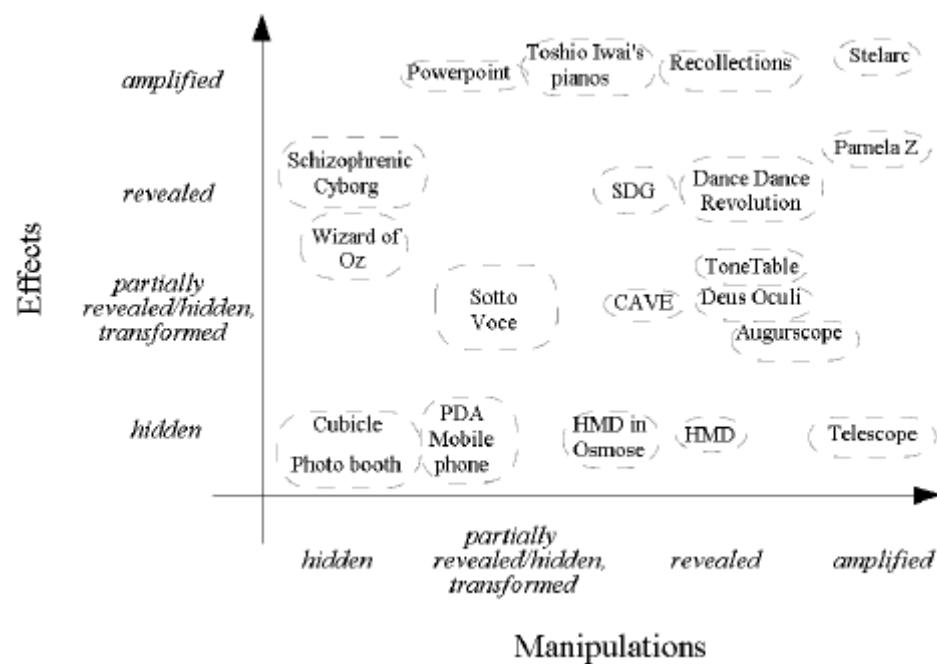 amplified
Powerpoint
Toshio Iwai's
pianos
Recollections
Stelarc
revealed
Schizophrenic
Cyborg
SDG
Dance Dance
Revolution
Pamela Z
Wizard of
Oz
Effects
partially
revealed/hidden,
transformed
Sotto
Voce
CAVE
ToneTable
Deus Oculi
Augurscope
hidden
Cubicle
Photo booth
PDA
Mobile
phone
HMD in
Osmose
HMD
Telescope
hidden
partially
revealed/hidden,
transformed
revealed
amplified
Manipulations